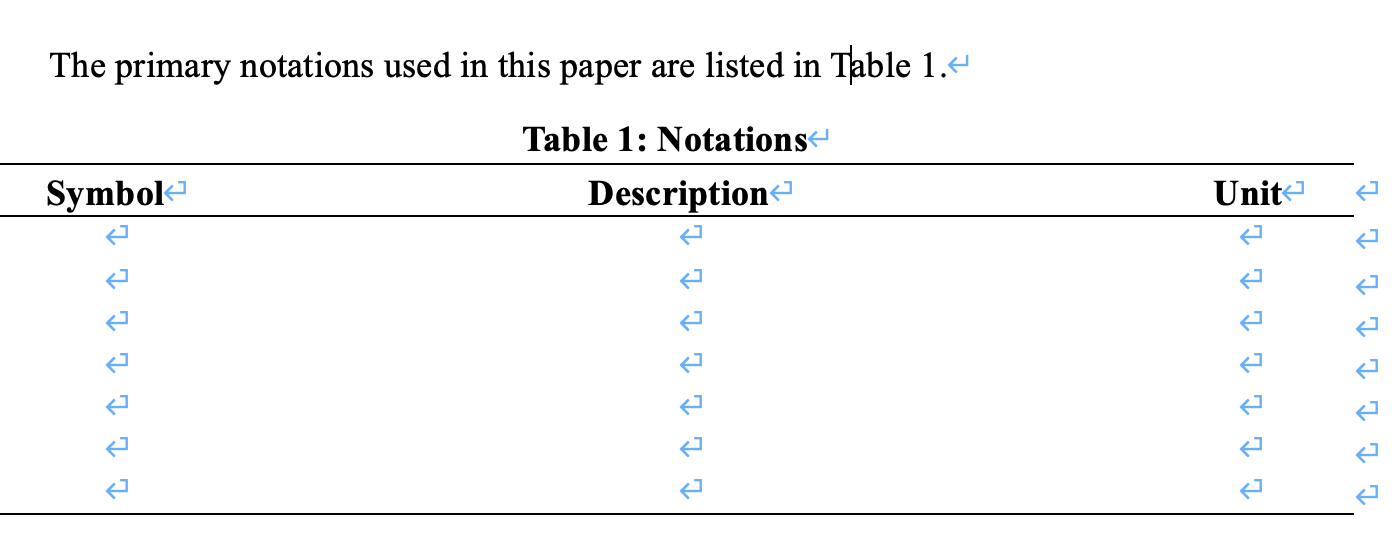 The primary notations used in this paper are listed in Table 1.
Table 1: Notations
Symbol Description Unit